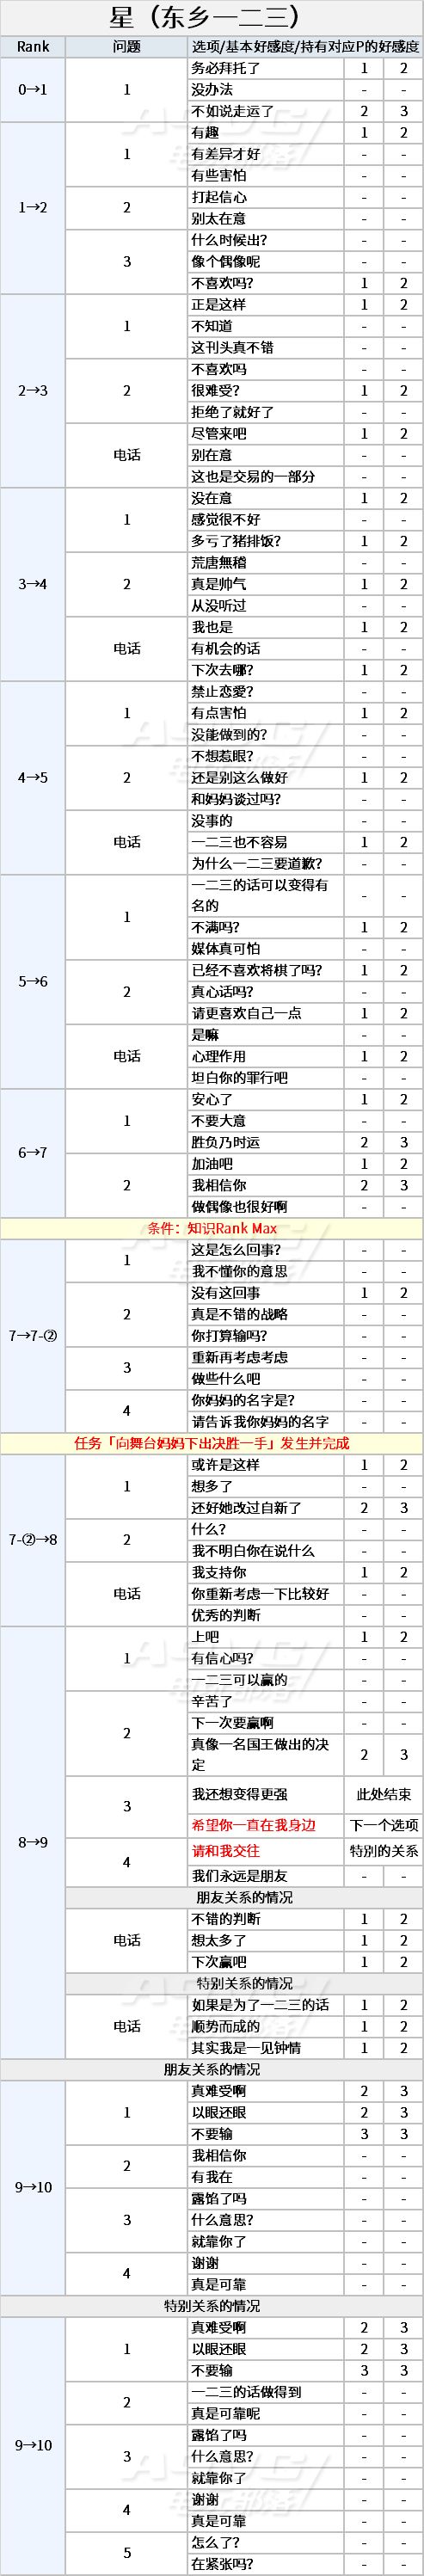 星（东乡一二三）
Rank 问题 选项/基本好感度/持有对应P的好感度
0→1 1 务必拜托了 1 2
没办法 - -
不如说走运了 2 3
1→2 1 有趣 1 2
有差异才好 - -
有些害怕 - -
2 打起信心 - -
别太在意 - -
3 什么时候出? - -
像个偶像呢 - -
不喜欢吗? 1 2
2→3 1 正是这样 1 2
不知道 - -
这刊头真不错 - -
2 不喜欢吗 - -
很难受? 1 2
拒绝了就好了 - -
电话 尽管来吧 1 2
别在意 - -
这也是交易的一部分 - -
3→4 1 没在意 1 2
感觉很不好 - -
多亏了猪排饭? 1 2
2 荒唐無稽 - -
真是帅气 1 2
从没听过 - -
电话 我也是 1 2
有机会的话 - -
下次去哪? 1 2
4→5 1 禁止恋愛? - -
有点害怕 1 2
没能做到的? - -
2 不想惹眼? - -
还是别这么做好 1 2
和妈妈谈过吗? - -
电话 没事的 - -
一二三也不容易 1 2
为什么一二三要道歉? - -
5→6 1 一二三的话可以变得有
名的 - -
不满吗? 1 2
媒体真可怕 - -
2 已经不喜欢将棋了吗? 1 2
真心话吗? - -
请更喜欢自己一点 1 2
电话 是嘛 - -
心理作用 1 2
坦白你的罪行吧 - -
6→7 1 安心了 1 2
不要大意 - -
胜负乃时运 2 3
2 加油吧 1 2
我相信你 2 3
做偶像也很好啊 - -
条件：知识Rank Max
7→7-② 1 这是怎么回事? - -
我不懂你的意思 - -
2 没有这回事 1 2
真是不错的战略 - -
你打算输吗? - -
3 重新再考虑考虑 - -
做些什么吧 - -
4 你妈妈的名字是? - -
请告诉我你妈妈的名字 - -
任务「向舞台妈妈下出决胜一手」发生并完成
7-②→8 1 或许是这样 1 2
想多了 - -
还好她改过自新了 2 3
2 什么? - -
我不明白你在说什么 - -
电话 我支持你 1 2
你重新考虑一下比较好 - -
优秀的判断 - -
8→9 1 上吧 1 2
有信心吗? - -
一二三可以赢的 - -
2 辛苦了 - -
下一次要赢啊 - -
真像一名国王做出的决
定 2 3
3 我还想变得更强 此处结束
希望你一直在我身边 下一个选项
4 请和我交往 特别的关系
我们永远是朋友 - -
朋友关系的情况
电话 不错的判断 1 2
想太多了 1 2
下次赢吧 1 2
特别关系的情况
电话 如果是为了一二三的话 1 2
顺势而成的 1 2
其实我是一见钟情 1 2
朋友关系的情况
9→10 1 真难受啊 2 3
以眼还眼 2 3
不要输 3 3
2 我相信你 - -
有我在 - -
3 露馅了吗 - -
什么意思? - -
就靠你了 - -
4 谢谢 - -
真是可靠 - -
特别关系的情况
9→10 1 真难受啊 2 3
以眼还眼 2 3
不要输 3 3
2 一二三的话做得到 - -
真是可靠呢 - -
3 露馅了吗 - -
什么意思? - -
就靠你了 - -
4 谢谢 - -
真是可靠 - -
5 怎么了? - -
在紧张吗? - -